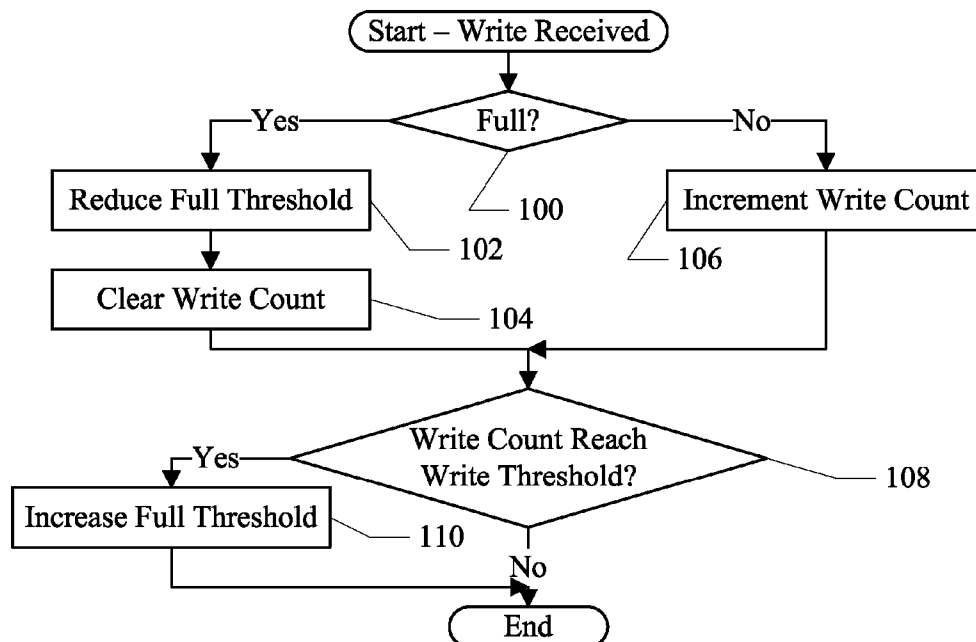 Start – Write Received
Yes
Full?
No
Reduce Full Threshold
100
Increment Write Count
102
106
Clear Write Count
104
Write Count Reach
Write Threshold?
Yes
108
Increase Full Threshold
110
No
End